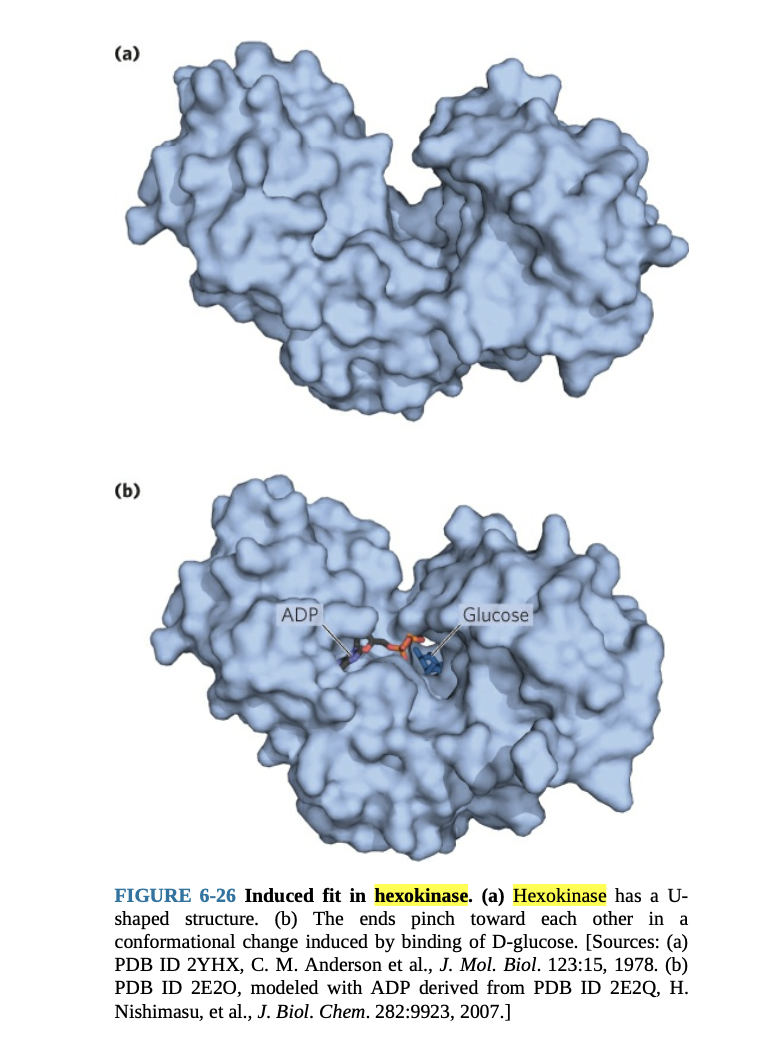 (a)
(b)
ADP
Glucose
FIGURE 6-26 Induced fit in hexokinase. (a) Hexokinase has a U-
shaped structure. (b) The ends pinch toward each other in a
conformational change induced by binding of D-glucose. [Sources: (a)
PDB ID 2YHX, C. M. Anderson et al., J. Mol. Biol. 123:15, 1978. (b)
PDB ID 2E2O, modeled with ADP derived from PDB ID 2E2Q, H.
Nishimasu, et al., J. Biol. Chem. 282:9923, 2007.]